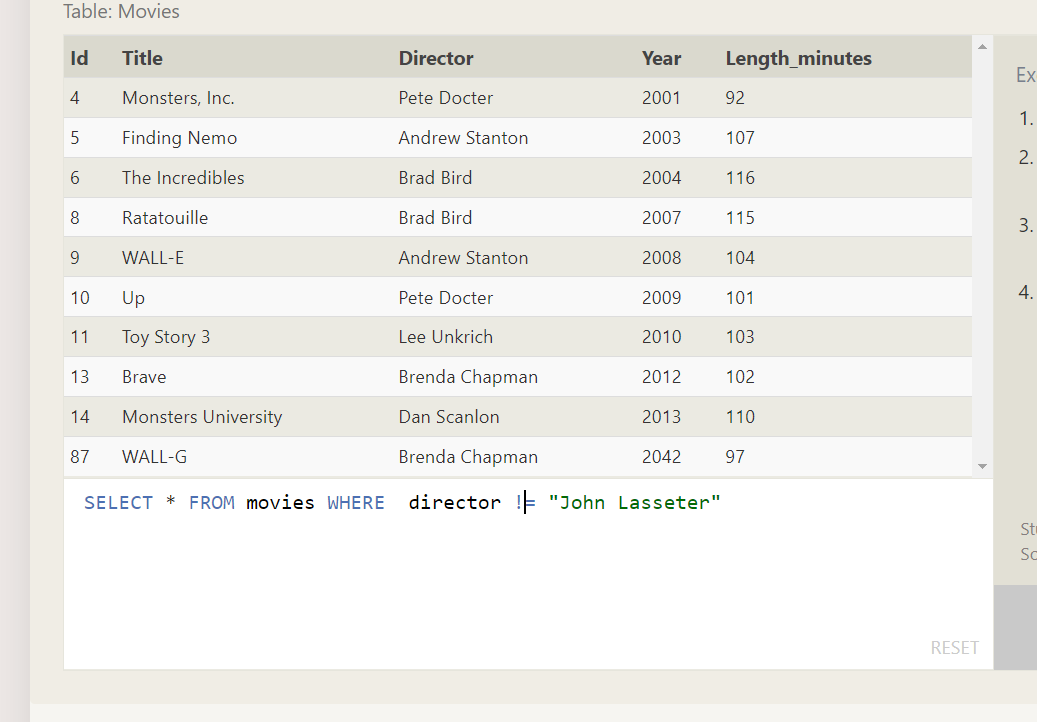 Table: Movies
Id Title Director Year Length_minutes
4 Monsters, Inc. Pete Docter 2001 92
5 Finding Nemo Andrew Stanton 2003 107
6 The Incredibles Brad Bird 2004 116
8 Ratatouille Brad Bird 2007 115
9 WALL-E Andrew Stanton 2008 104
10 Up Pete Docter 2009 101
11 Toy Story 3 Lee Unkrich 2010 103
13 Brave Brenda Chapman 2012 102
14 Monsters University Dan Scanlon 2013 110
87 WALL-G Brenda Chapman 2042 97
SELECT * FROM movies WHERE  director != "John Lasseter"
RESET
Ex
1.
2.
3.
4.
So